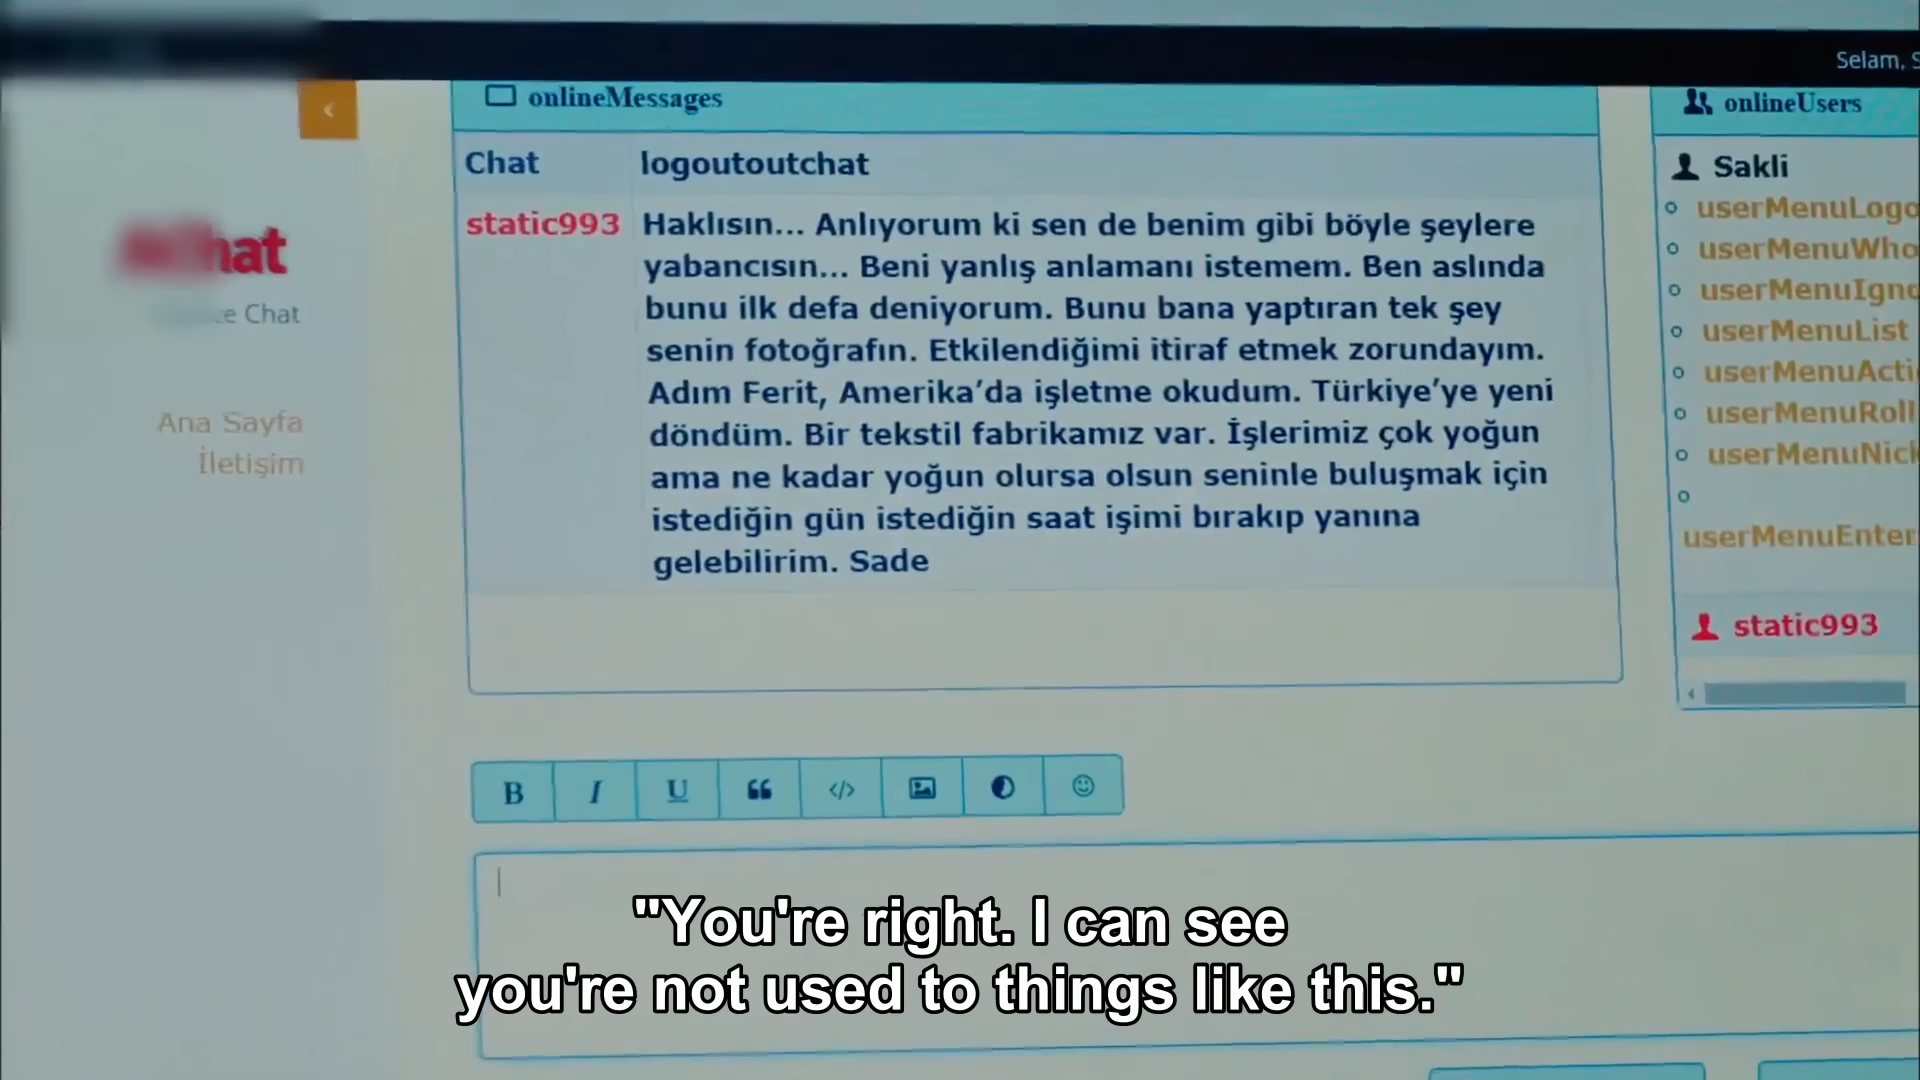 Selam,
onlineMessages
onlineUsers
Chat
logoutoutchat
static993
Haklısın... Anlıyorum ki sen de benim gibi böyle şeylere
yabancısın... Beni yanlış anlamanı istemem. Ben aslında
bunu ilk defa deniyorum. Bunu bana yaptıran tek şey
senin fotoğrafın. Etkilendiğimi itiraf etmek zorundayım.
Adım Ferit, Amerika’da işletme okudum. Türkiye’ye yeni
döndüm. Bir tekstil fabrikamız var. İşlerimiz çok yoğun
ama ne kadar yoğun olursa olsun seninle buluşmak için
istediğin gün istediğin saat işimi bırakıp yanına
gelebilirim. Sade
Sakli
userMenuLogo
userMenuWho
userMenuIgno
userMenuList
userMenuActi
userMenuRoll
userMenuNick
userMenuEnter
static993
Chat
Ana Sayfa
İletişim
B I U
"You're right. I can see
you're not used to things like this."